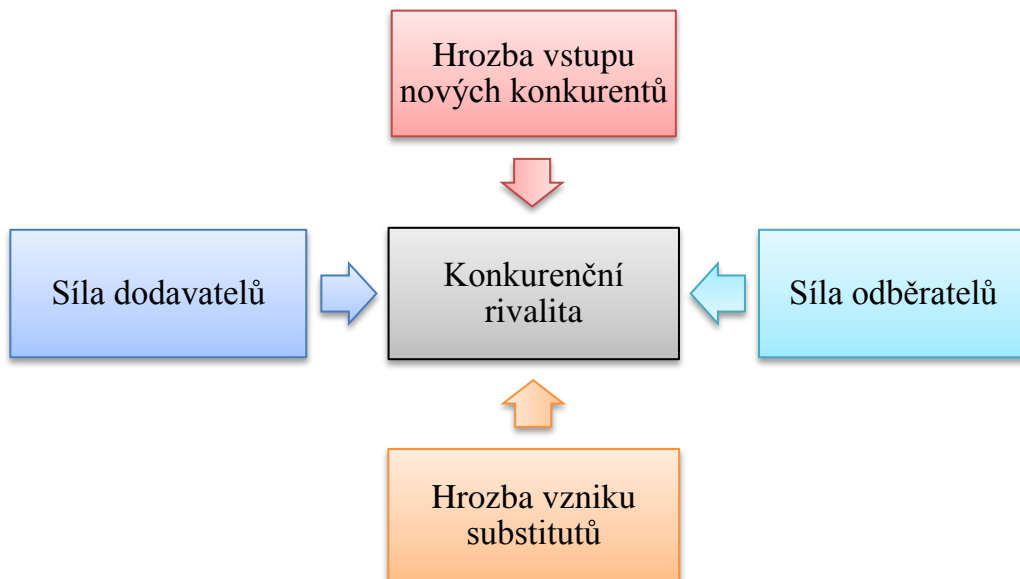 Hrozba vstupu
nových konkurentů
Síla dodavatelů
Konkurenční
rivalita
Síla odběratelů
Hrozba vzniku
substitutů